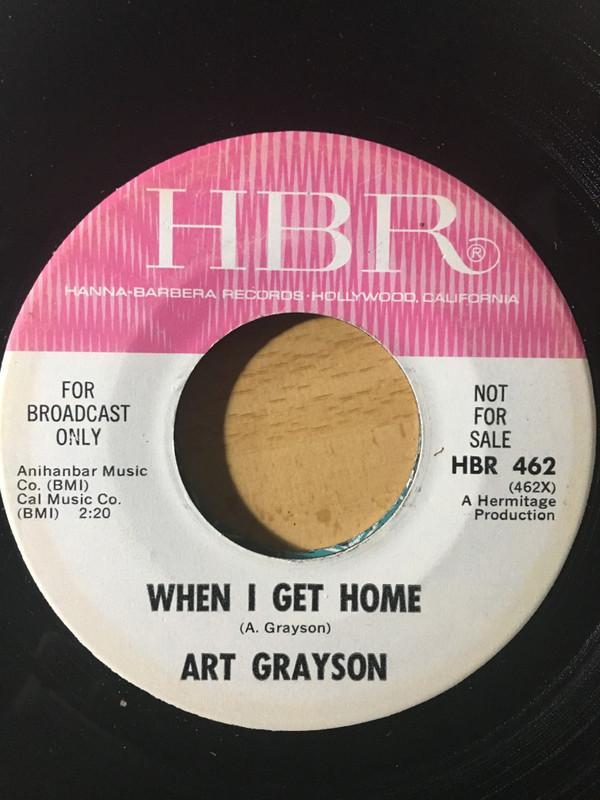 HBR®
HANNA-BARBERA RECORDS·HOLLYWOOD, CALIFORNIA
FOR
BROADCAST
ONLY
Anihanbar Music
Co. (BMI)
Cal Music Co.
(BMI) 2:20
NOT
FOR
SALE
HBR 462
(462X)
A Hermitage
Production
WHEN I GET HOME
(A. Grayson)
ART GRAYSON